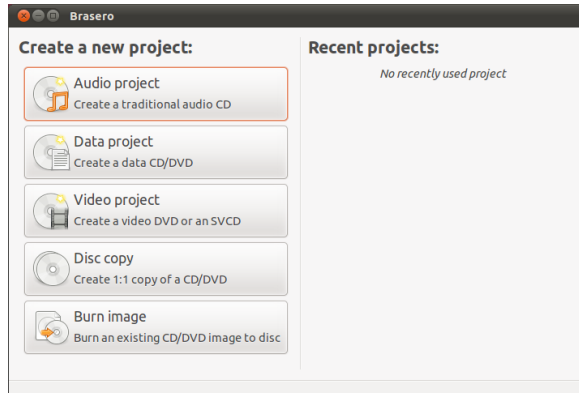 Brasero
Create a new project:
Audio project
Create a traditional audio CD
Data project
Create a data CD/DVD
Video project
Create a video DVD or an SVCD
Disc copy
Create 1:1 copy of a CD/DVD
Burn image
Burn an existing CD/DVD image to disc
Recent projects:
No recently used project